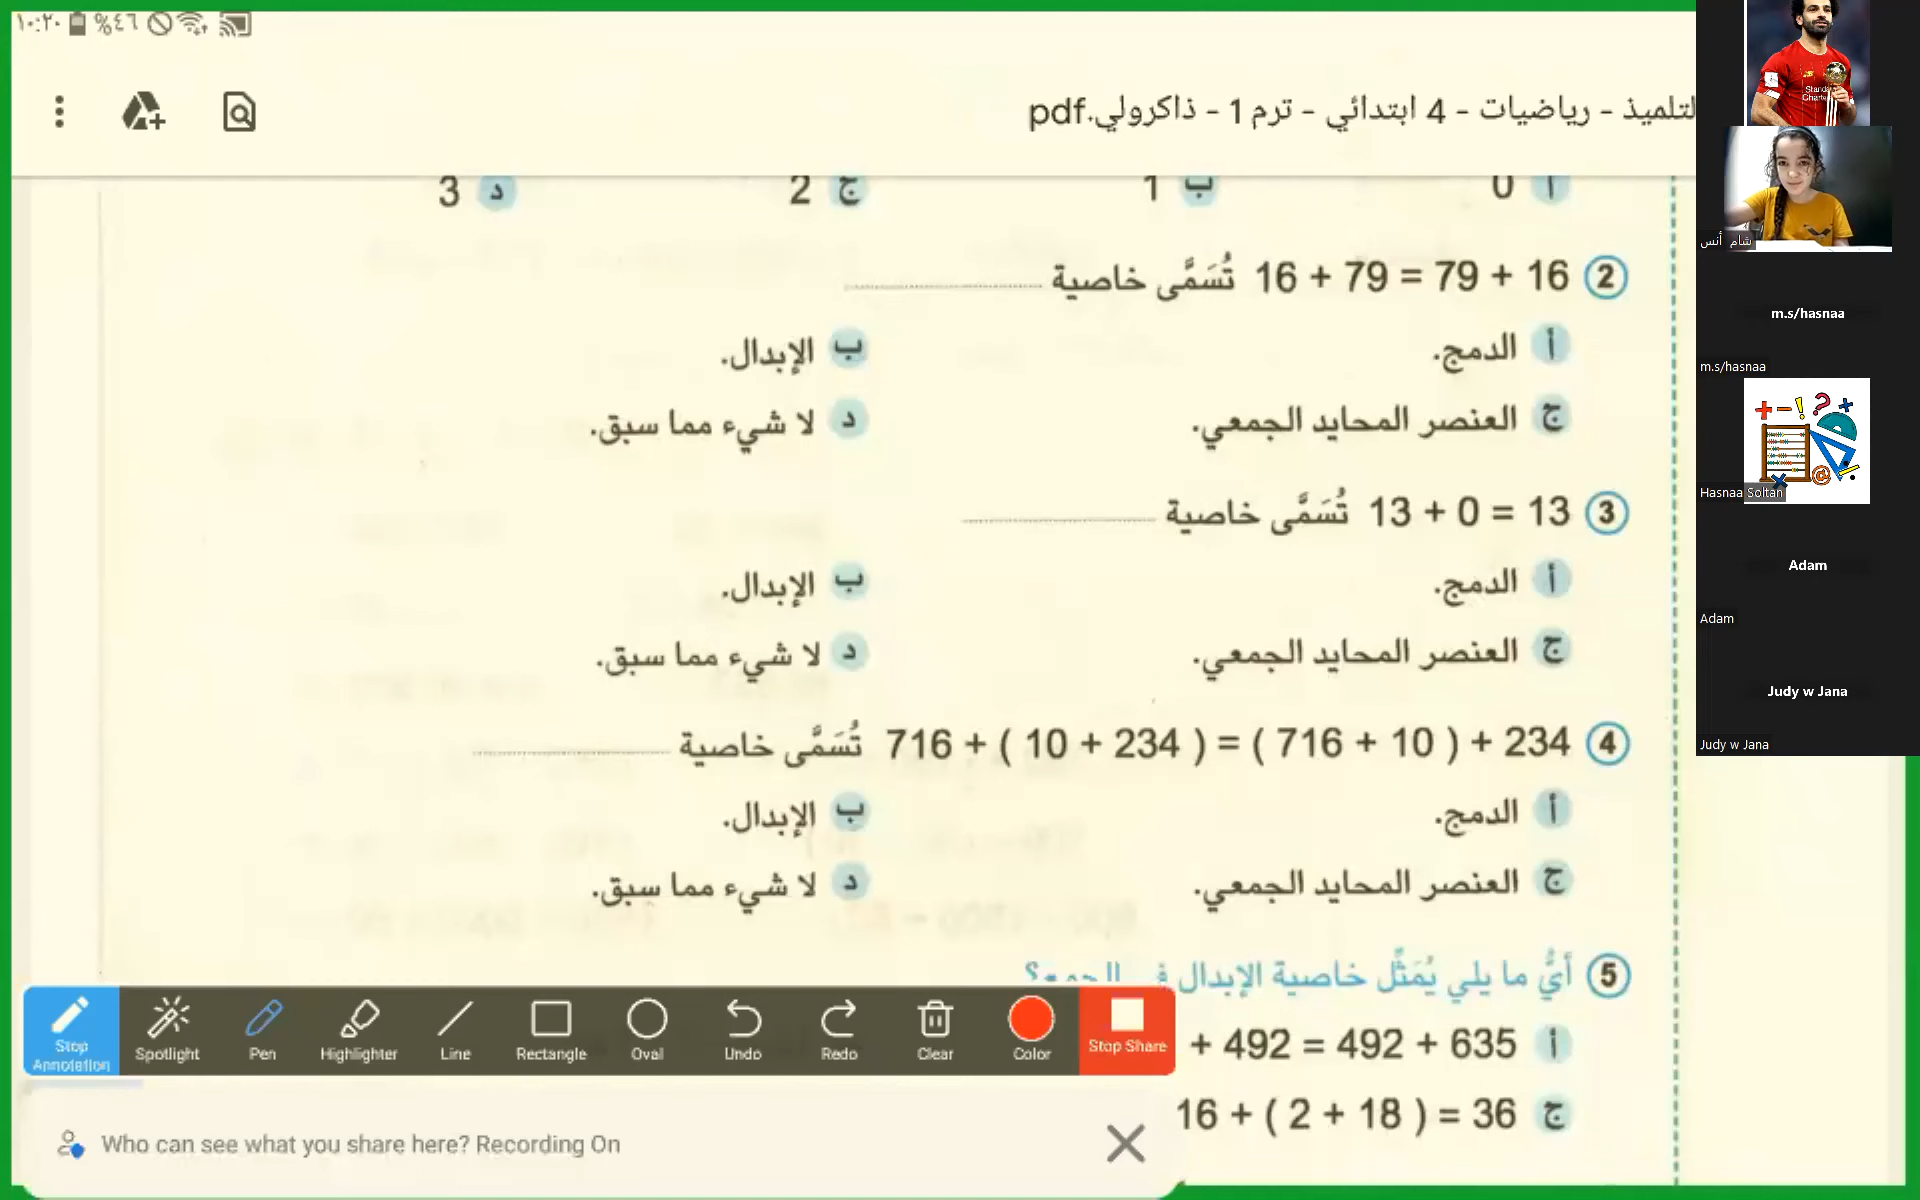 ١٠:٢٠ %٤٦
لتلميذ - رياضيات - 4 ابتدائي - ترم 1 - ذاكرولي.pdf
أ 0 ب 1 ج 2 د 3
2 16 + 79 = 79 + 16 تُسَمَّى خاصية
أ الدمج. ب الإبدال.
ج العنصر المحايد الجمعي. د لا شيء مما سبق.
3 13 + 0 = 13 تُسَمَّى خاصية
أ الدمج. ب الإبدال.
ج العنصر المحايد الجمعي. د لا شيء مما سبق.
4 716 + ( 10 + 234 ) = ( 716 + 10 ) + 234 تُسَمَّى خاصية
أ الدمج. ب الإبدال.
ج العنصر المحايد الجمعي. د لا شيء مما سبق.
5 أيُّ ما يلي يُمَثِّل خاصية الإبدال
أ + 492 = 492 + 635
ج 16 + ( 2 + 18 ) = 36
Stop Annotation
Spotlight
Pen
Highlighter
Line
Rectangle
Oval
Undo
Redo
Clear
Color
Stop Share
Who can see what you share here? Recording On
شام أنس
m.s/hasnaa
m.s/hasnaa
Hasnaa Soltan
Adam
Adam
Judy w Jana
Judy w Jana